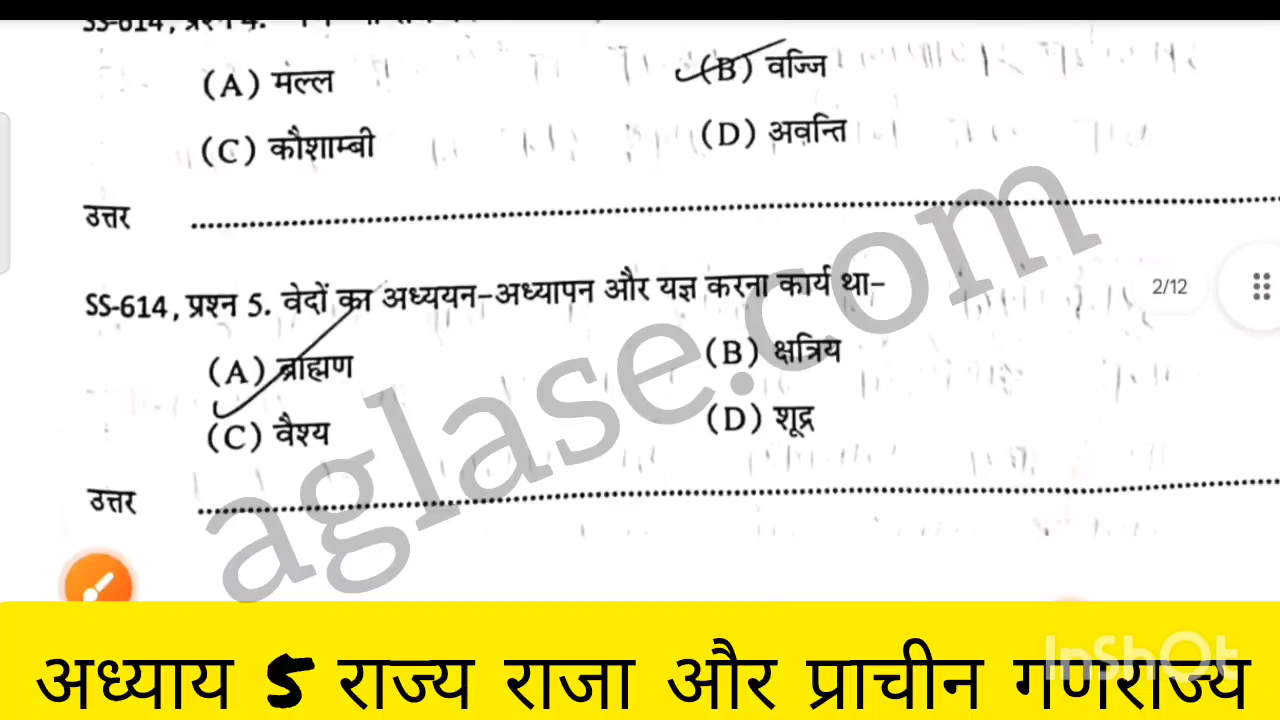 SS-614, प्रश्न 4.
(A) मल्ल (B) वज्जि
(C) कौशाम्बी (D) अवन्ति
उत्तर
SS-614, प्रश्न 5. वेदों का अध्ययन-अध्यापन और यज्ञ करना कार्य था-
2/12
(A) ब्राह्मण (B) क्षत्रिय
(C) वैश्य (D) शूद्र
उत्तर
aglase.com
अध्याय 5 राज्य राजा और प्राचीन गणराज्य
InShOt